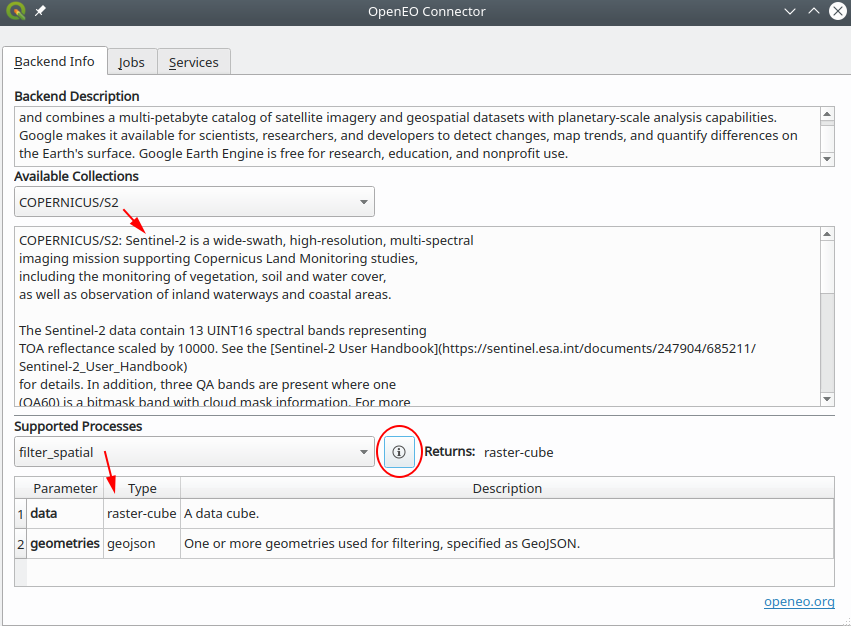 OpenEO Connector
Backend Info
Jobs
Services
Backend Description
and combines a multi-petabyte catalog of satellite imagery and geospatial datasets with planetary-scale analysis capabilities.
Google makes it available for scientists, researchers, and developers to detect changes, map trends, and quantify differences on
the Earth's surface. Google Earth Engine is free for research, education, and nonprofit use.
Available Collections
COPERNICUS/S2
COPERNICUS/S2: Sentinel-2 is a wide-swath, high-resolution, multi-spectral
imaging mission supporting Copernicus Land Monitoring studies,
including the monitoring of vegetation, soil and water cover,
as well as observation of inland waterways and coastal areas.
The Sentinel-2 data contain 13 UINT16 spectral bands representing
TOA reflectance scaled by 10000. See the [Sentinel-2 User Handbook](https://sentinel.esa.int/documents/247904/685211/
Sentinel-2_User_Handbook)
for details. In addition, three QA bands are present where one
(QA60) is a bitmask band with cloud mask information. For more
Supported Processes
filter_spatial
Returns: raster-cube
Parameter Type Description
1 data raster-cube A data cube.
2 geometries geojson One or more geometries used for filtering, specified as GeoJSON.
openeo.org